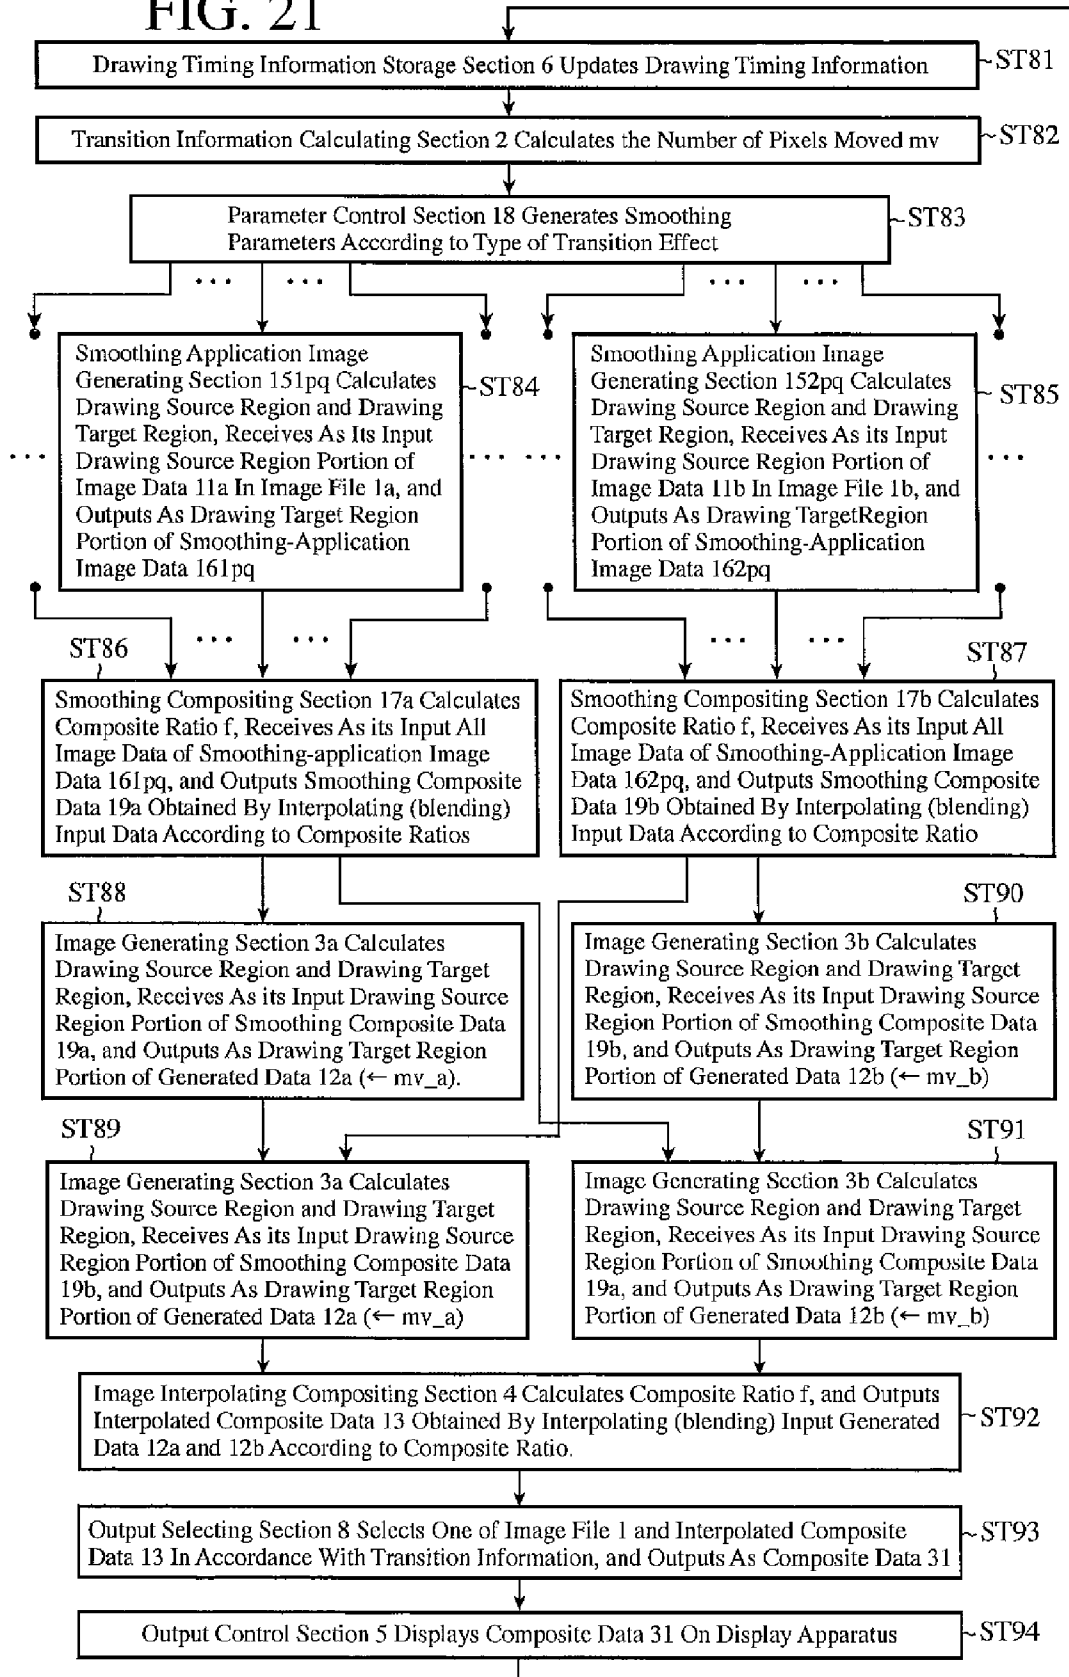 FIG. 21
Drawing Timing Information Storage Section 6 Updates Drawing Timing Information
ST81
Transition Information Calculating Section 2 Calculates the Number of Pixels Moved mv
ST82
Parameter Control Section 18 Generates Smoothing
Parameters According to Type of Transition Effect
ST83
• • •
• • •
• • •
• • •
Smoothing Application Image
Generating Section 151pq Calculates
Drawing Source Region and Drawing
Target Region, Receives As Its Input
Drawing Source Region Portion of
Image Data 11a In Image File 1a, and
Outputs As Drawing Target Region
Portion of Smoothing-Application
Image Data 161pq
ST84
Smoothing Application Image
Generating Section 152pq Calculates
Drawing Source Region and Drawing
Target Region, Receives As its Input
Drawing Source Region Portion of
Image Data 11b In Image File 1b, and
Outputs As Drawing TargetRegion
Portion of Smoothing-Application
Image Data 162pq
ST85
• • •
• • •
• • •
• • •
• • •
• • •
• • •
• • •
ST86
Smoothing Compositing Section 17a Calculates
Composite Ratio f, Receives As its Input All
Image Data of Smoothing-application Image
Data 161pq, and Outputs Smoothing Composite
Data 19a Obtained By Interpolating (blending)
Input Data According to Composite Ratios
ST87
Smoothing Compositing Section 17b Calculates
Composite Ratio f, Receives As its Input All
Image Data of Smoothing-Application Image
Data 162pq, and Outputs Smoothing Composite
Data 19b Obtained By Interpolating (blending)
Input Data According to Composite Ratio
ST88
Image Generating Section 3a Calculates
Drawing Source Region and Drawing Target
Region, Receives As its Input Drawing Source
Region Portion of Smoothing Composite Data
19a, and Outputs As Drawing Target Region
Portion of Generated Data 12a (← mv_a).
ST90
Image Generating Section 3b Calculates
Drawing Source Region and Drawing Target
Region, Receives As its Input Drawing Source
Region Portion of Smoothing Composite Data
19b, and Outputs As Drawing Target Region
Portion of Generated Data 12b (← mv_b)
ST89
Image Generating Section 3a Calculates
Drawing Source Region and Drawing Target
Region, Receives As its Input Drawing Source
Region Portion of Smoothing Composite Data
19b, and Outputs As Drawing Target Region
Portion of Generated Data 12a (← mv_a)
ST91
Image Generating Section 3b Calculates
Drawing Source Region and Drawing Target
Region, Receives As its Input Drawing Source
Region Portion of Smoothing Composite Data
19a, and Outputs As Drawing Target Region
Portion of Generated Data 12b (← mv_b)
Image Interpolating Compositing Section 4 Calculates Composite Ratio f, and Outputs
Interpolated Composite Data 13 Obtained By Interpolating (blending) Input Generated
Data 12a and 12b According to Composite Ratio.
ST92
Output Selecting Section 8 Selects One of Image File 1 and Interpolated Composite
Data 13 In Accordance With Transition Information, and Outputs As Composite Data 31
ST93
Output Control Section 5 Displays Composite Data 31 On Display Apparatus
ST94